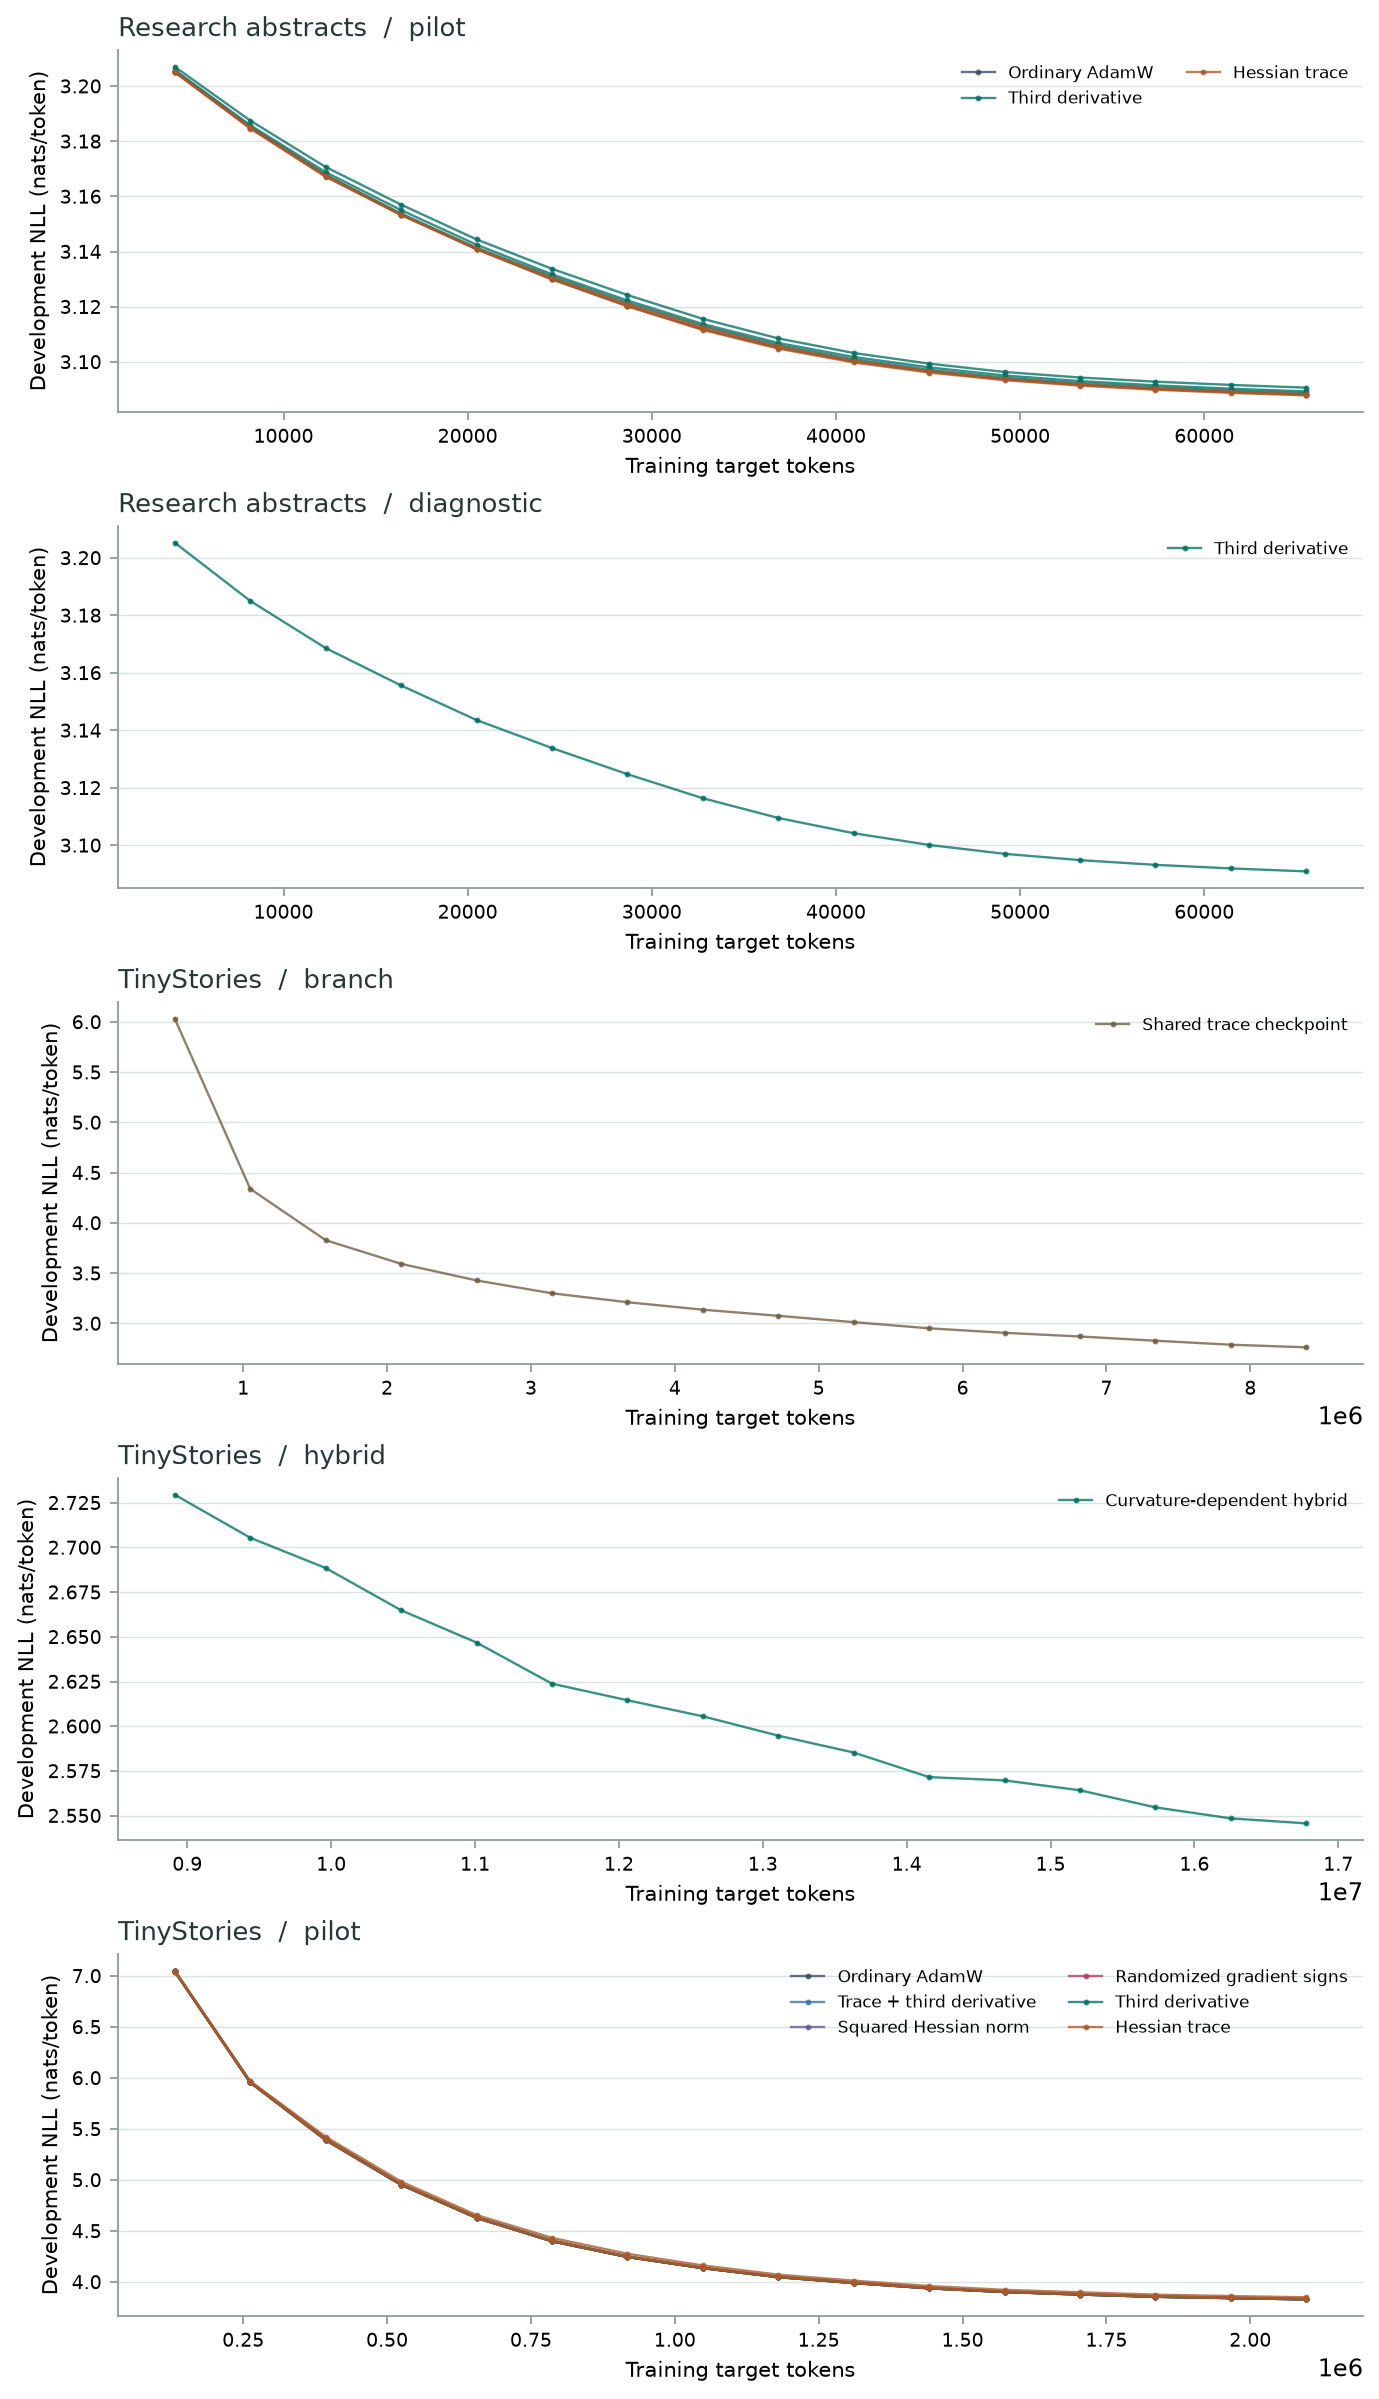 Research abstracts / pilot
Development NLL (nats/token)
3.20
3.18
3.16
3.14
3.12
3.10
Ordinary AdamW
Third derivative
Hessian trace
10000 20000 30000 40000 50000 60000
Training target tokens
Research abstracts / diagnostic
Development NLL (nats/token)
3.20
3.18
3.16
3.14
3.12
3.10
Third derivative
10000 20000 30000 40000 50000 60000
Training target tokens
TinyStories / branch
Development NLL (nats/token)
6.0
5.5
5.0
4.5
4.0
3.5
3.0
Shared trace checkpoint
1 2 3 4 5 6 7 8
Training target tokens
1e6
TinyStories / hybrid
Development NLL (nats/token)
2.725
2.700
2.675
2.650
2.625
2.600
2.575
2.550
Curvature-dependent hybrid
0.9 1.0 1.1 1.2 1.3 1.4 1.5 1.6 1.7
Training target tokens
1e7
TinyStories / pilot
Development NLL (nats/token)
7.0
6.5
6.0
5.5
5.0
4.5
4.0
Ordinary AdamW
Trace + third derivative
Squared Hessian norm
Randomized gradient signs
Third derivative
Hessian trace
0.25 0.50 0.75 1.00 1.25 1.50 1.75 2.00
Training target tokens
1e6